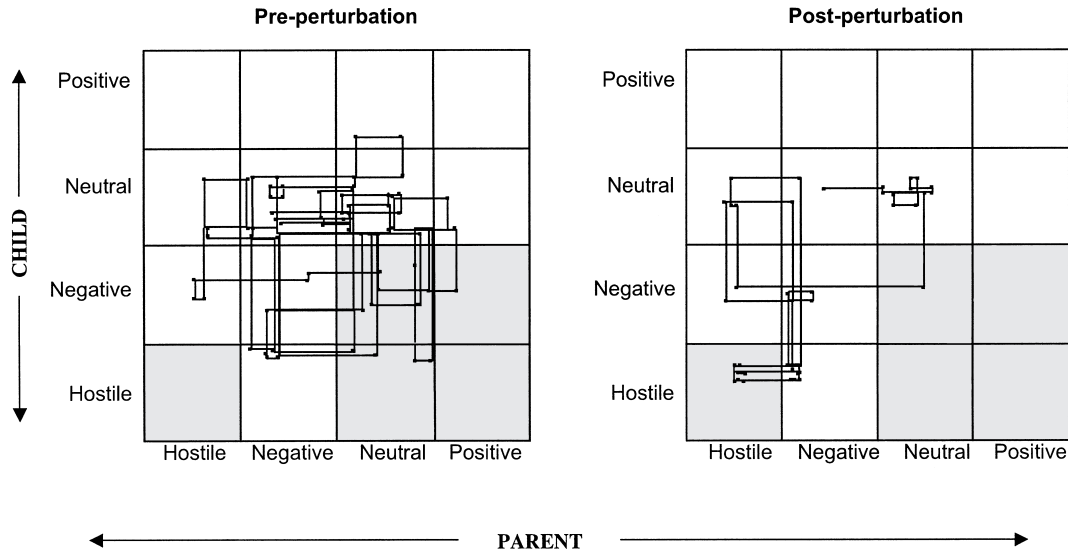 Pre-perturbation
Post-perturbation
Positive
Neutral
Negative
Hostile
Hostile Negative Neutral Positive
Positive
Neutral
Negative
Hostile
Hostile Negative Neutral Positive
CHILD
PARENT